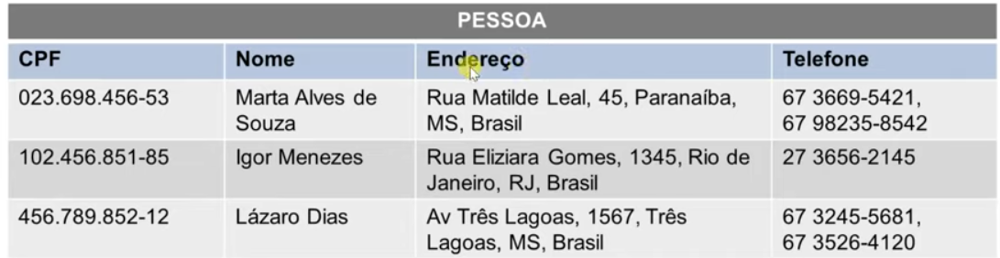 PESSOA
CPF Nome Endereço Telefone
023.698.456-53 Marta Alves de Souza Rua Matilde Leal, 45, Paranaíba, MS, Brasil 67 3669-5421, 67 98235-8542
102.456.851-85 Igor Menezes Rua Eliziara Gomes, 1345, Rio de Janeiro, RJ, Brasil 27 3656-2145
456.789.852-12 Lázaro Dias Av Três Lagoas, 1567, Três Lagoas, MS, Brasil 67 3245-5681, 67 3526-4120